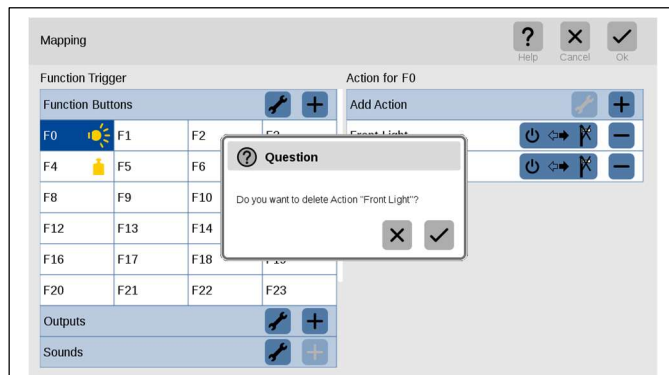 Mapping
Help Cancel Ok
Function Trigger
Action for F0
Function Buttons
Add Action
F0 F1 F2 F3
Front Light
F4 F5 F6
F8 F9 F10
F12 F13 F14
F16 F17 F18 F19
F20 F21 F22 F23
Outputs
Sounds
Question
Do you want to delete Action "Front Light"?